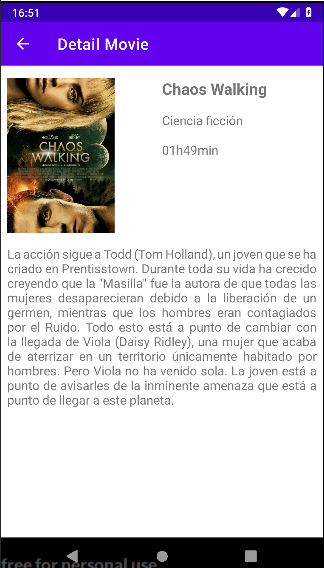 16:51
Detail Movie
CHAOS
WALKING
Chaos Walking
Ciencia ficción
01h49min
La acción sigue a Todd (Tom Holland), un joven que se ha
criado en Prentisstown. Durante toda su vida ha crecido
creyendo que la "Masilla" fue la autora de que todas las
mujeres desaparecieran debido a la liberación de un
germen, mientras que los hombres eran contagiados
por el Ruido. Todo esto está a punto de cambiar con
la llegada de Viola (Daisy Ridley), una mujer que acaba
de aterrizar en un territorio únicamente habitado por
hombres. Pero Viola no ha venido sola. La joven está a
punto de avisarles de la inminente amenaza que está a
punto de llegar a este planeta.
free for personal use